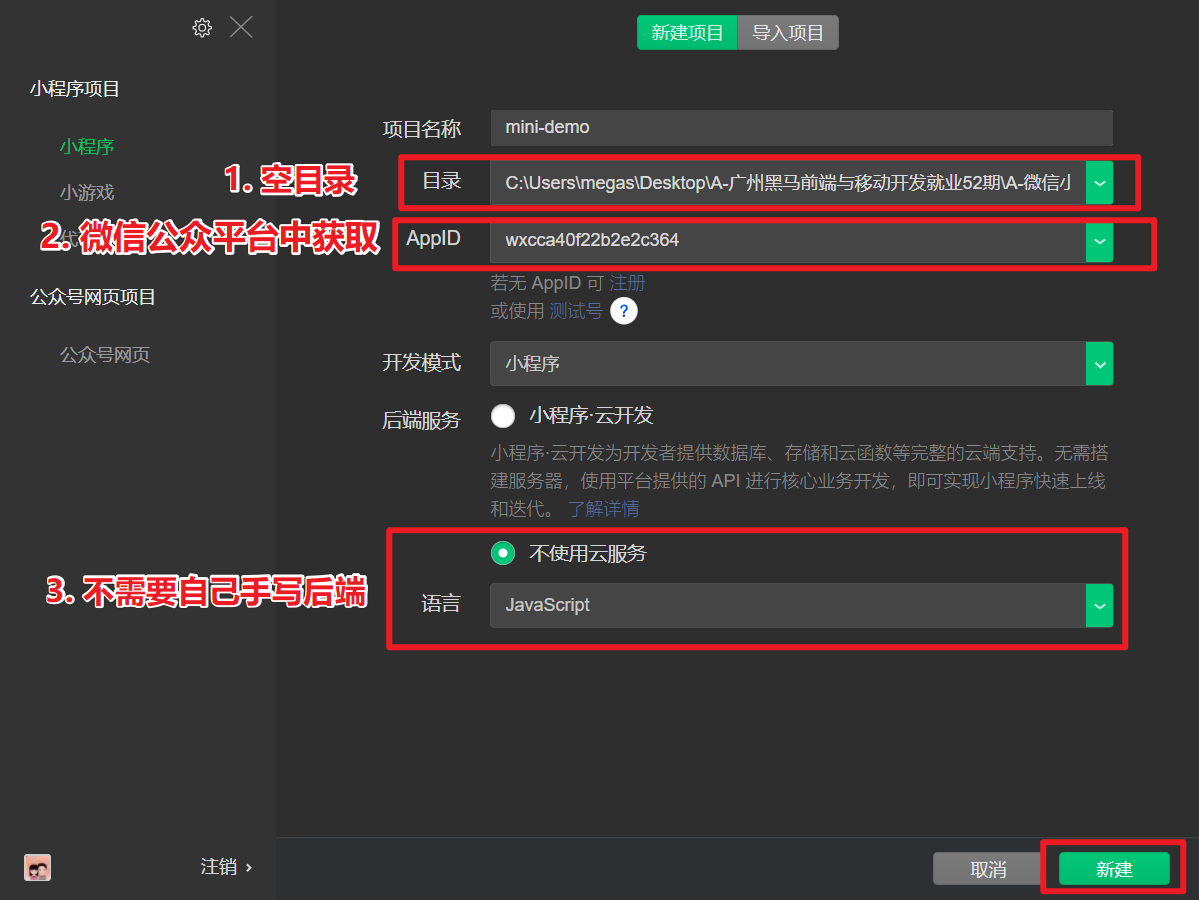 新建项目 导入项目
小程序项目
小程序
小游戏
公众号网页项目
公众号网页
注销
项目名称 mini-demo
1. 空目录
目录 C:\Users\megas\Desktop\A-广州黑马前端与移动开发就业52期\A-微信小
2. 微信公众平台中获取
AppID wxcca40f22b2e2c364
若无 AppID 可 注册
或使用 测试号 ?
开发模式 小程序
后端服务 小程序·云开发
小程序·云开发为开发者提供数据库、存储和云函数等完整的云端支持。无需搭
建服务器，使用平台提供的 API 进行核心业务开发，即可实现小程序快速上线
和迭代。 了解详情
不使用云服务
3. 不需要自己手写后端
语言 JavaScript
取消 新建